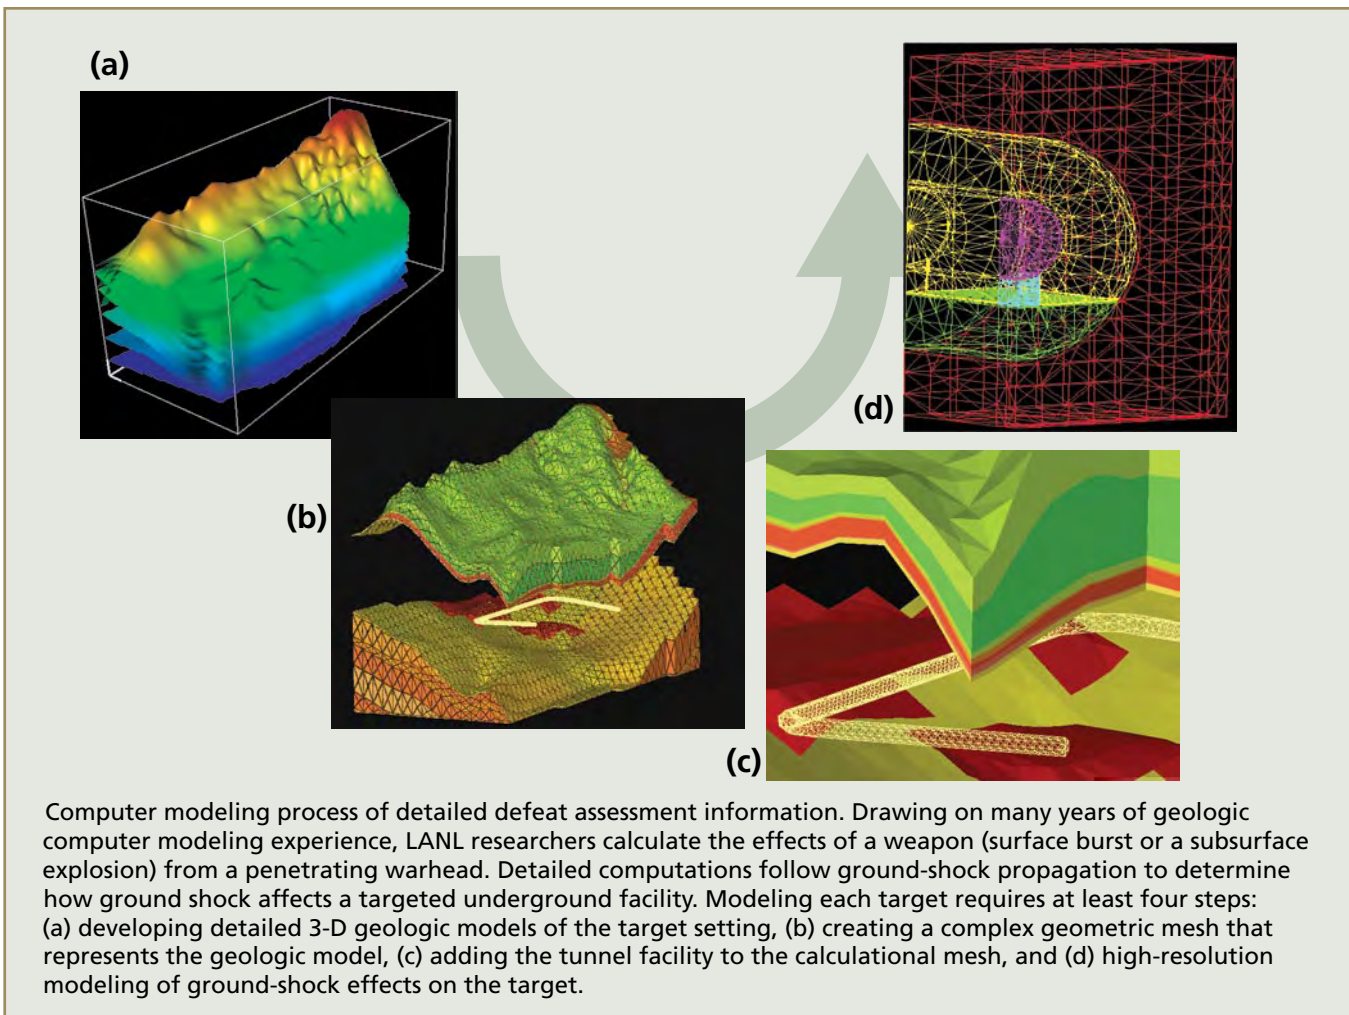 (a)
(b)
(c)
(d)
Computer modeling process of detailed defeat assessment information. Drawing on many years of geologic
computer modeling experience, LANL researchers calculate the effects of a weapon (surface burst or a subsurface
explosion) from a penetrating warhead. Detailed computations follow ground-shock propagation to determine
how ground shock affects a targeted underground facility. Modeling each target requires at least four steps:
(a) developing detailed 3-D geologic models of the target setting, (b) creating a complex geometric mesh that
represents the geologic model, (c) adding the tunnel facility to the calculational mesh, and (d) high-resolution
modeling of ground-shock effects on the target.